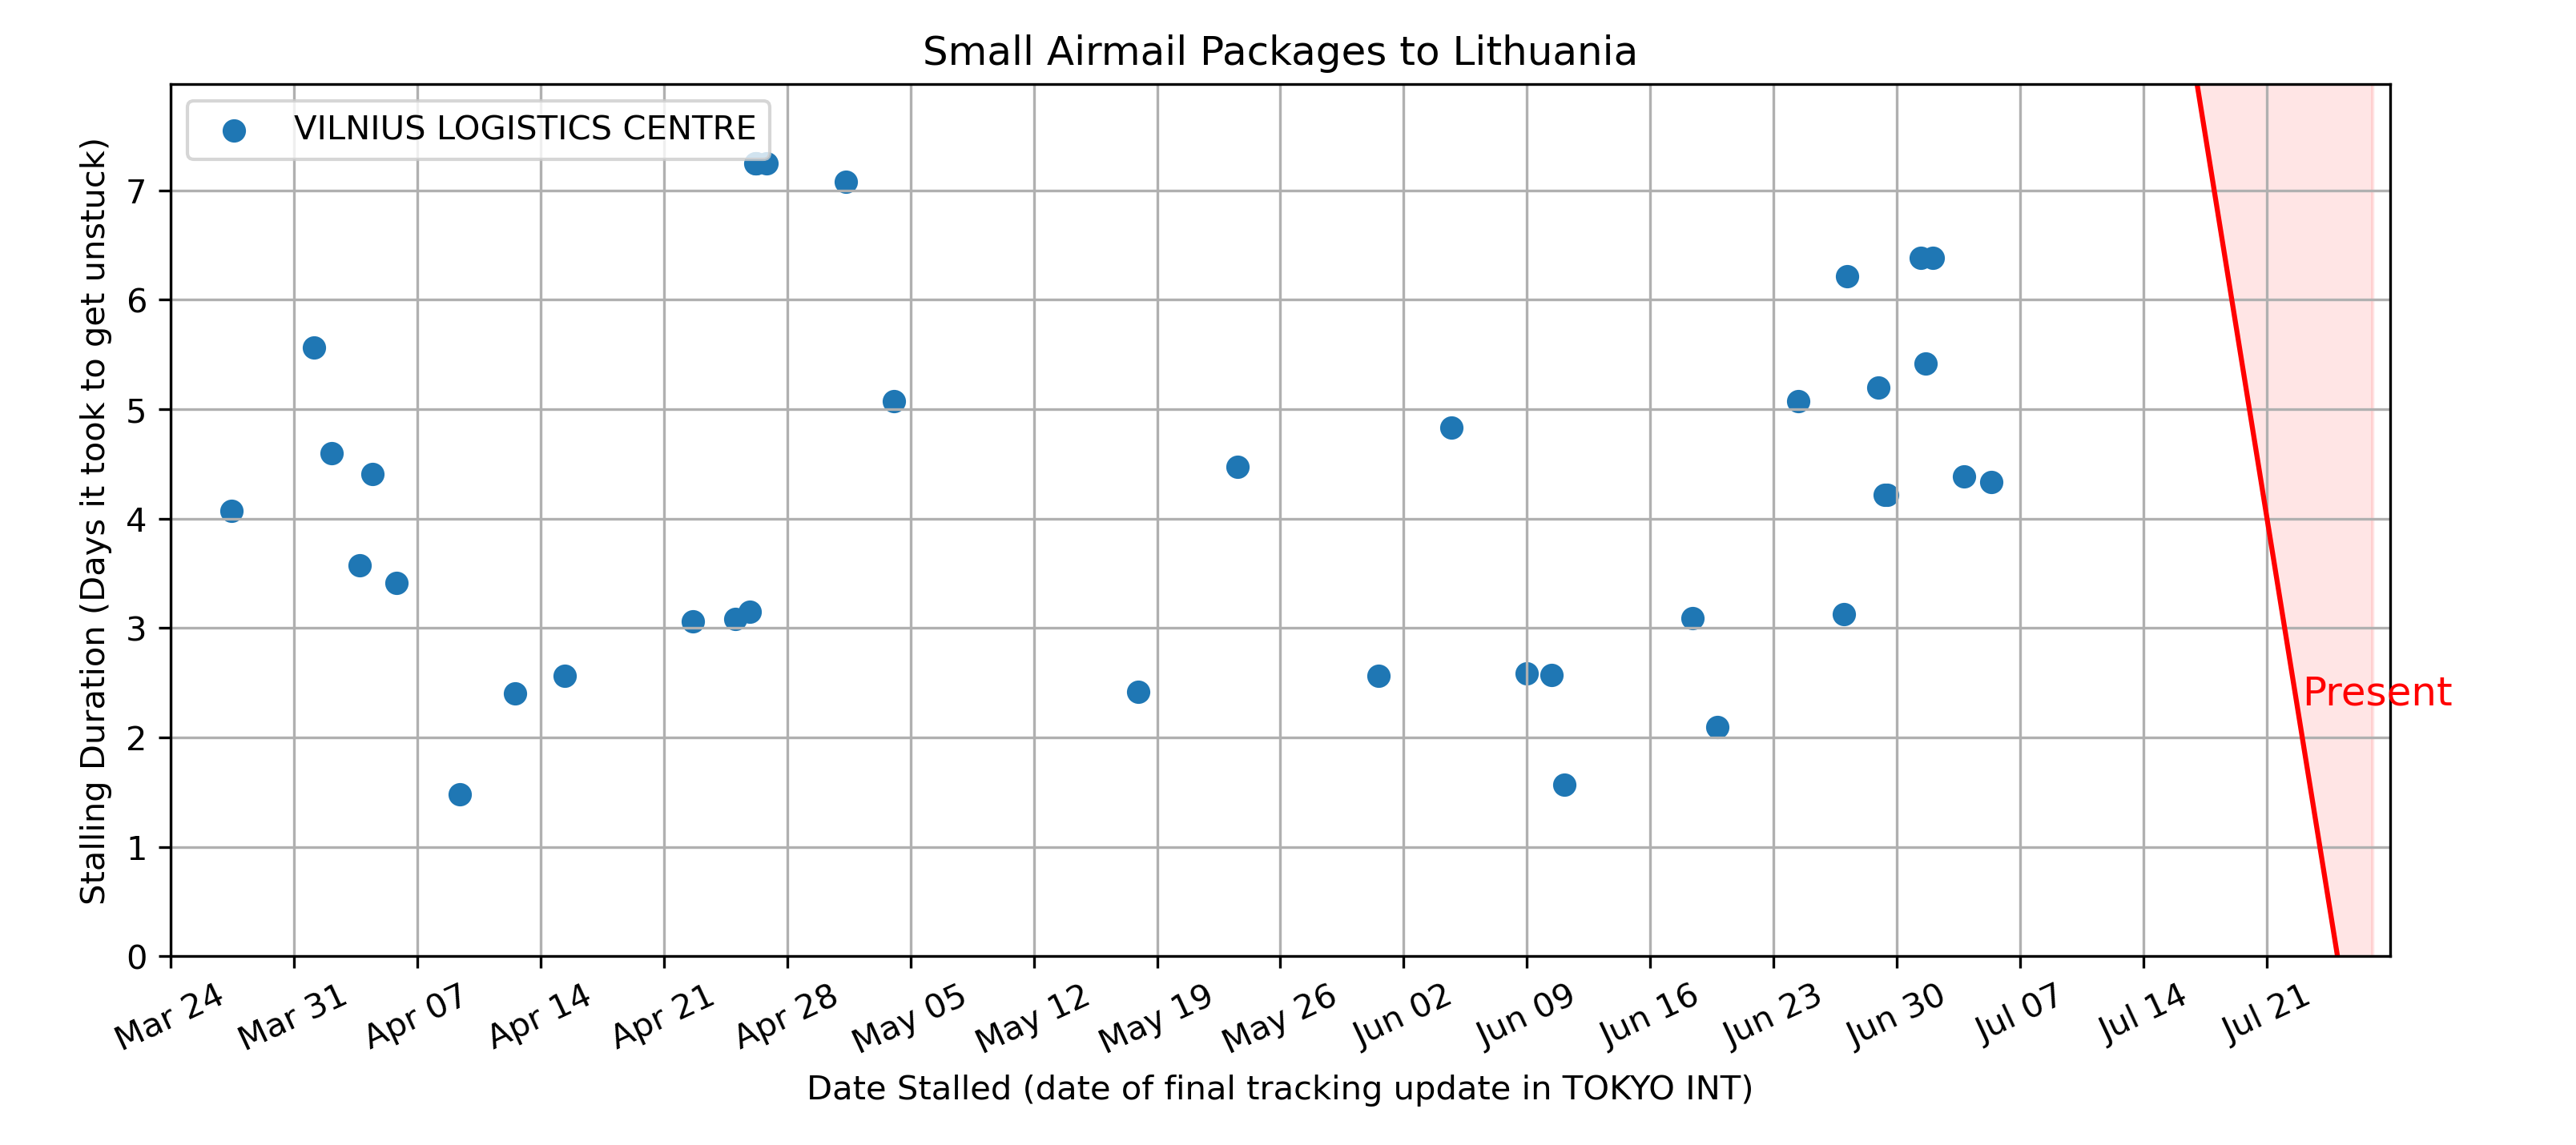 Small Airmail Packages to Lithuania
VILNIUS LOGISTICS CENTRE
Stalling Duration (Days it took to get unstuck)
7
6
5
4
3
2
1
0
Present
Mar 24
Mar 31
Apr 07
Apr 14
Apr 21
Apr 28
May 05
May 12
May 19
May 26
Jun 02
Jun 09
Jun 16
Jun 23
Jun 30
Jul 07
Jul 14
Jul 21
Date Stalled (date of final tracking update in TOKYO INT)